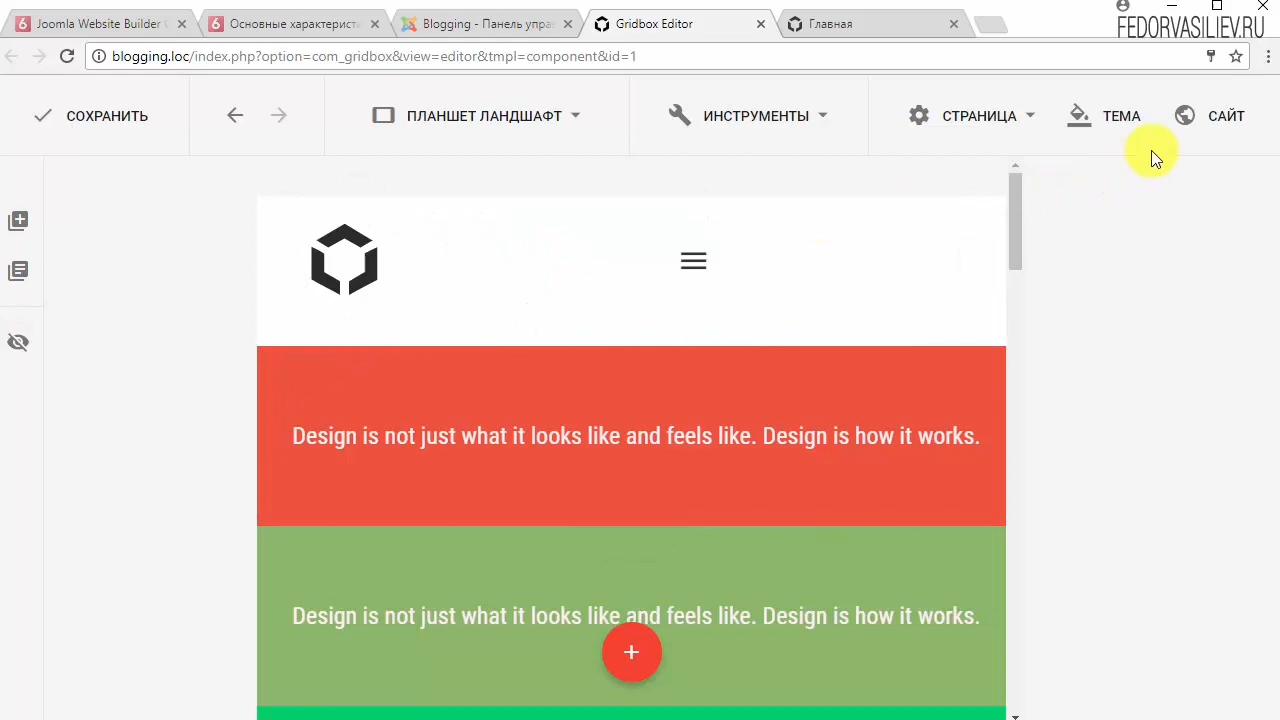 Joomla Website Builder
Основные характерист
Blogging - Панель упра
Gridbox Editor
Главная
FEDORVASILIEV.RU
blogging.loc/index.php?option=com_gridbox&view=editor&tmpl=component&id=1
СОХРАНИТЬ
ПЛАНШЕТ ЛАНДШАФТ
ИНСТРУМЕНТЫ
СТРАНИЦА
ТЕМА
САЙТ
Design is not just what it looks like and feels like. Design is how it works.
Design is not just what it looks like and feels like. Design is how it works.